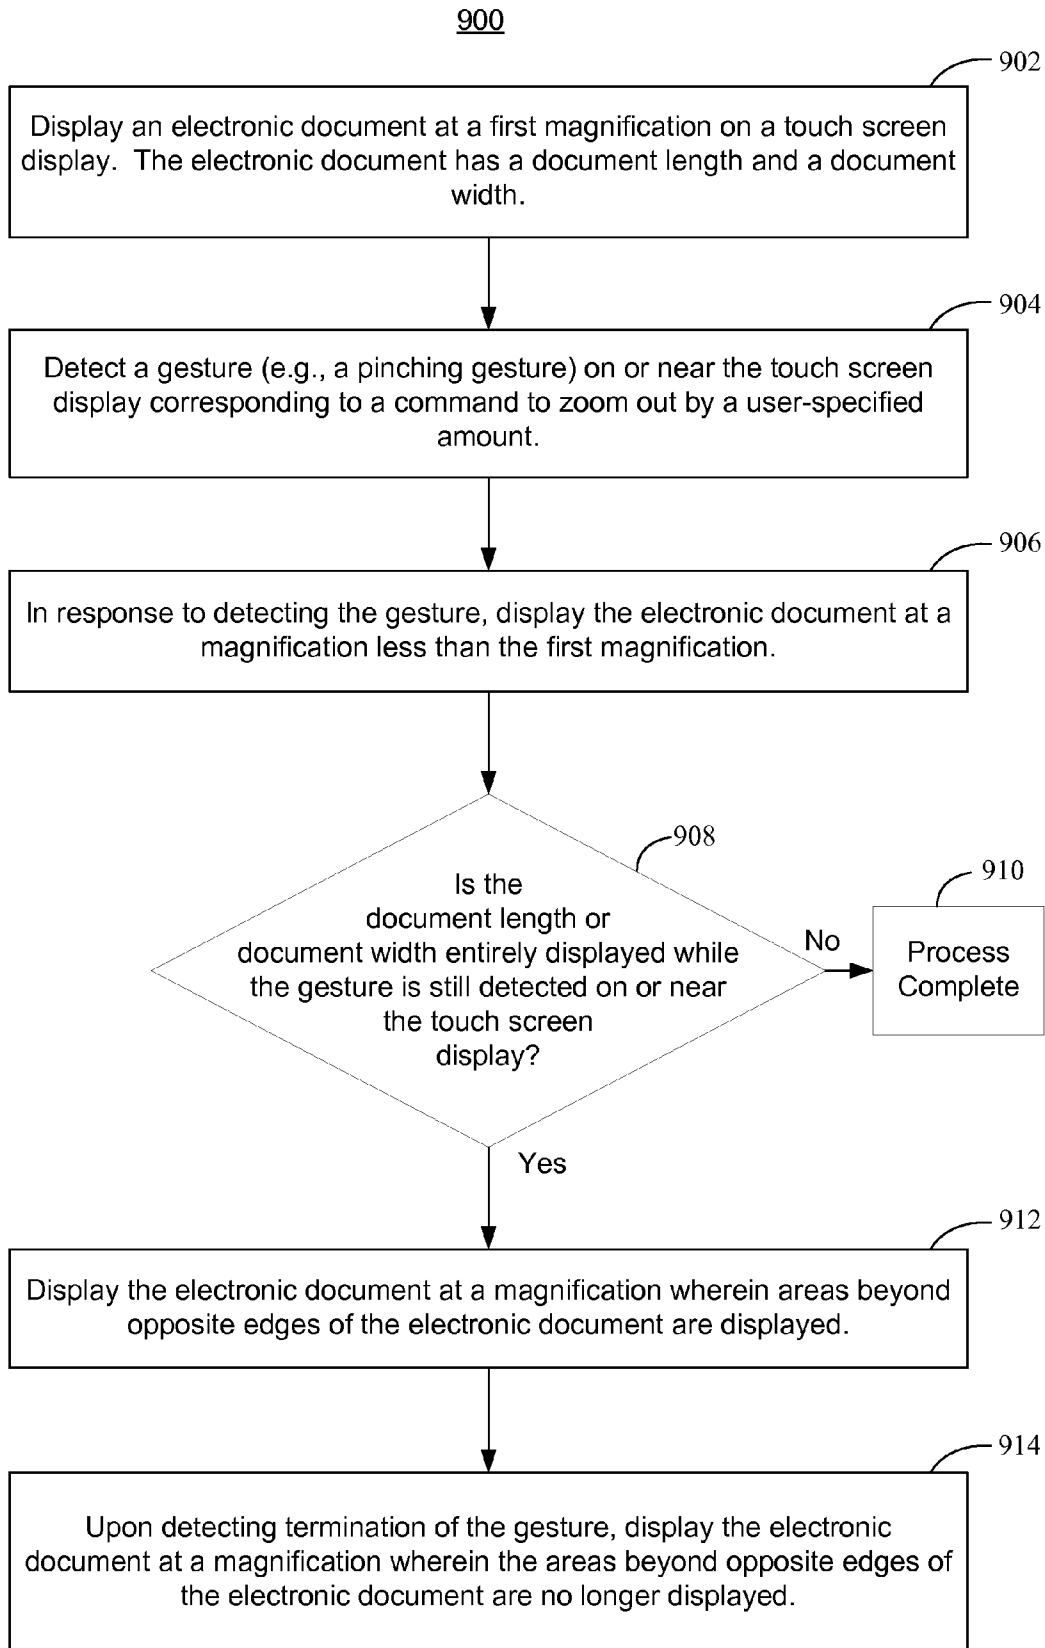 900
902
Display an electronic document at a first magnification on a touch screen
display.  The electronic document has a document length and a document
width.
904
Detect a gesture (e.g., a pinching gesture) on or near the touch screen
display corresponding to a command to zoom out by a user-specified
amount.
906
In response to detecting the gesture, display the electronic document at a
magnification less than the first magnification.
908
Is the
document length or
document width entirely displayed while
the gesture is still detected on or near
the touch screen
display?
No
910
Process
Complete
Yes
912
Display the electronic document at a magnification wherein areas beyond
opposite edges of the electronic document are displayed.
914
Upon detecting termination of the gesture, display the electronic
document at a magnification wherein the areas beyond opposite edges of
the electronic document are no longer displayed.